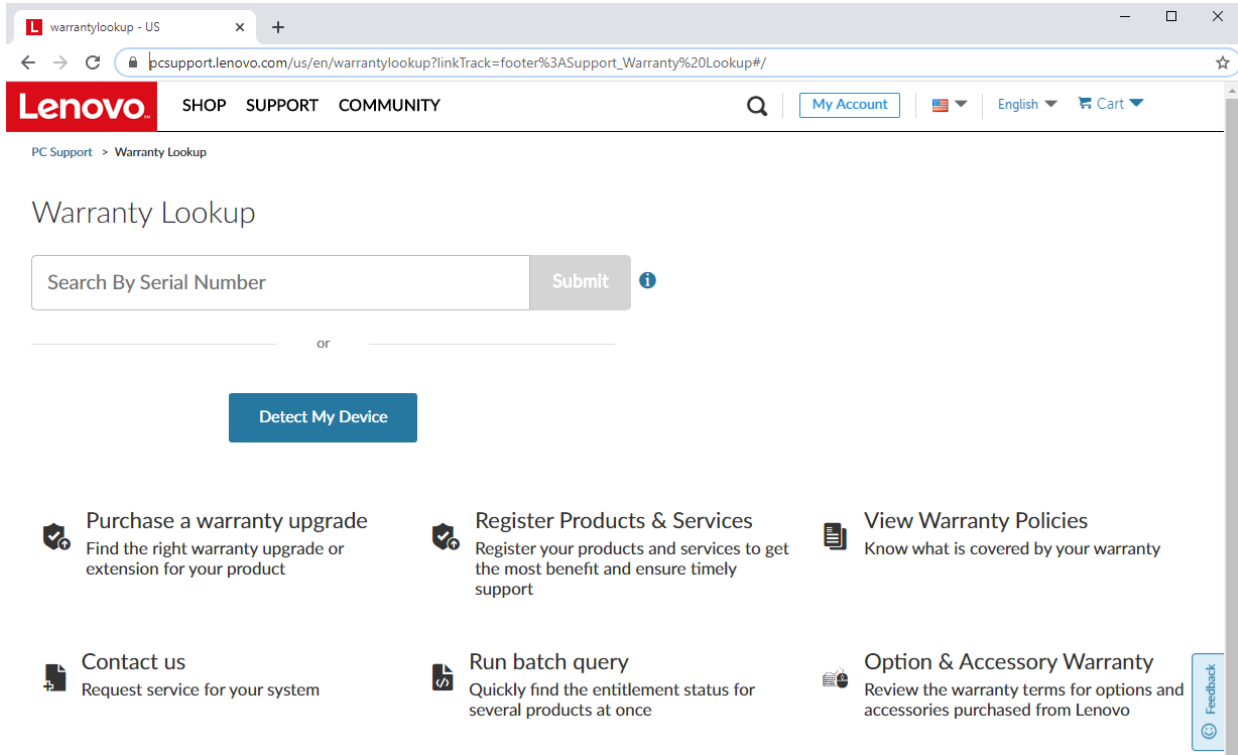 warrantylookup - US
pcsupport.lenovo.com/us/en/warrantylookup?linkTrack=footer%3ASupport_Warranty%20Lookup#/
Lenovo. SHOP SUPPORT COMMUNITY My Account English Cart
PC Support > Warranty Lookup
Warranty Lookup
Search By Serial Number Submit
or
Detect My Device
Purchase a warranty upgrade
Find the right warranty upgrade or
extension for your product
Register Products & Services
Register your products and services to get
the most benefit and ensure timely
support
View Warranty Policies
Know what is covered by your warranty
Contact us
Request service for your system
Run batch query
Quickly find the entitlement status for
several products at once
Option & Accessory Warranty
Review the warranty terms for options and
accessories purchased from Lenovo
Feedback